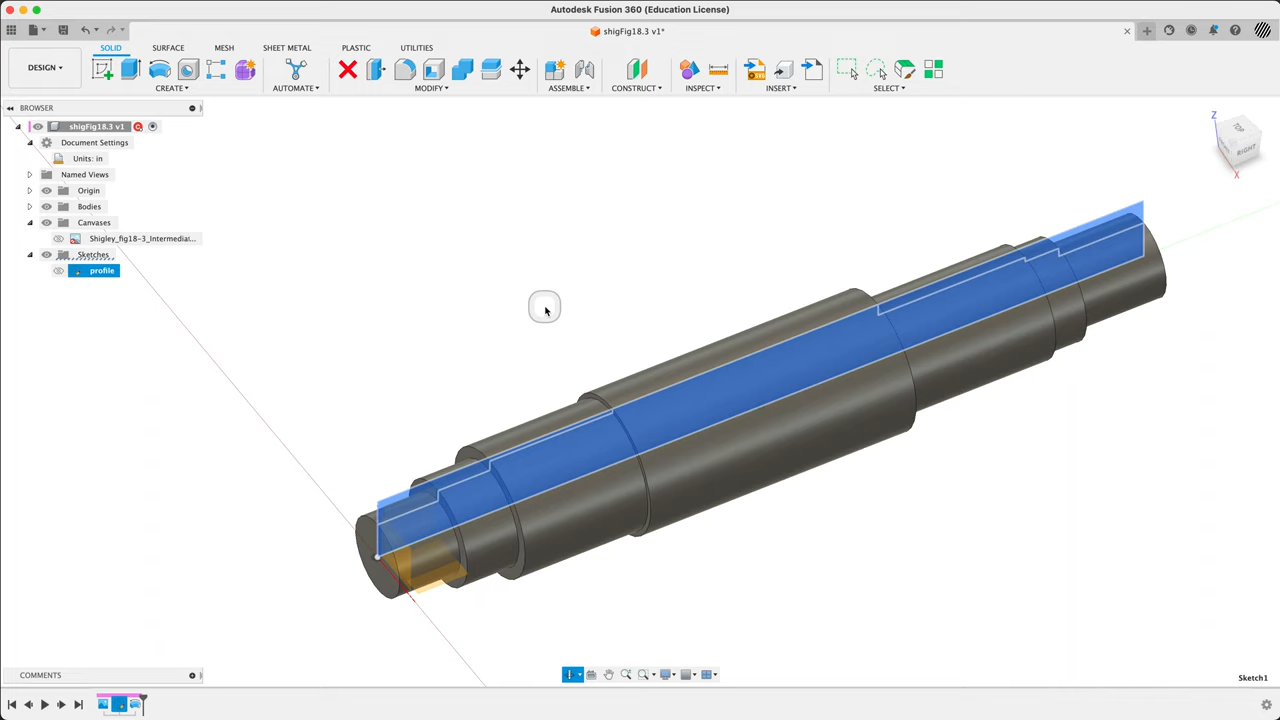 Autodesk Fusion 360 (Education License)
shigFig18.3 v1*
DESIGN
SOLID SURFACE MESH SHEET METAL PLASTIC UTILITIES
CREATE AUTOMATE MODIFY ASSEMBLE CONSTRUCT INSPECT INSERT SELECT
BROWSER
shigFig18.3 v1
Document Settings
Units: in
Named Views
Origin
Bodies
Canvases
Shigley_fig18-3_Intermedia...
Sketches
profile
Z
TOP
RIGHT
X
COMMENTS
Sketch1